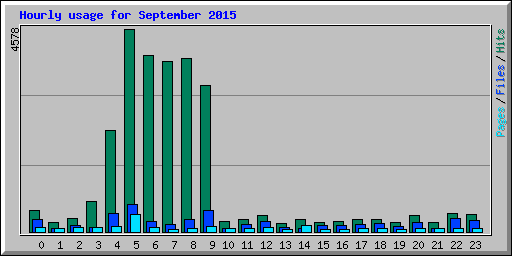 Hourly usage for September 2015
4578
Pages/Files/Hits
0 1 2 3 4 5 6 7 8 9 10 11 12 13 14 15 16 17 18 19 20 21 22 23